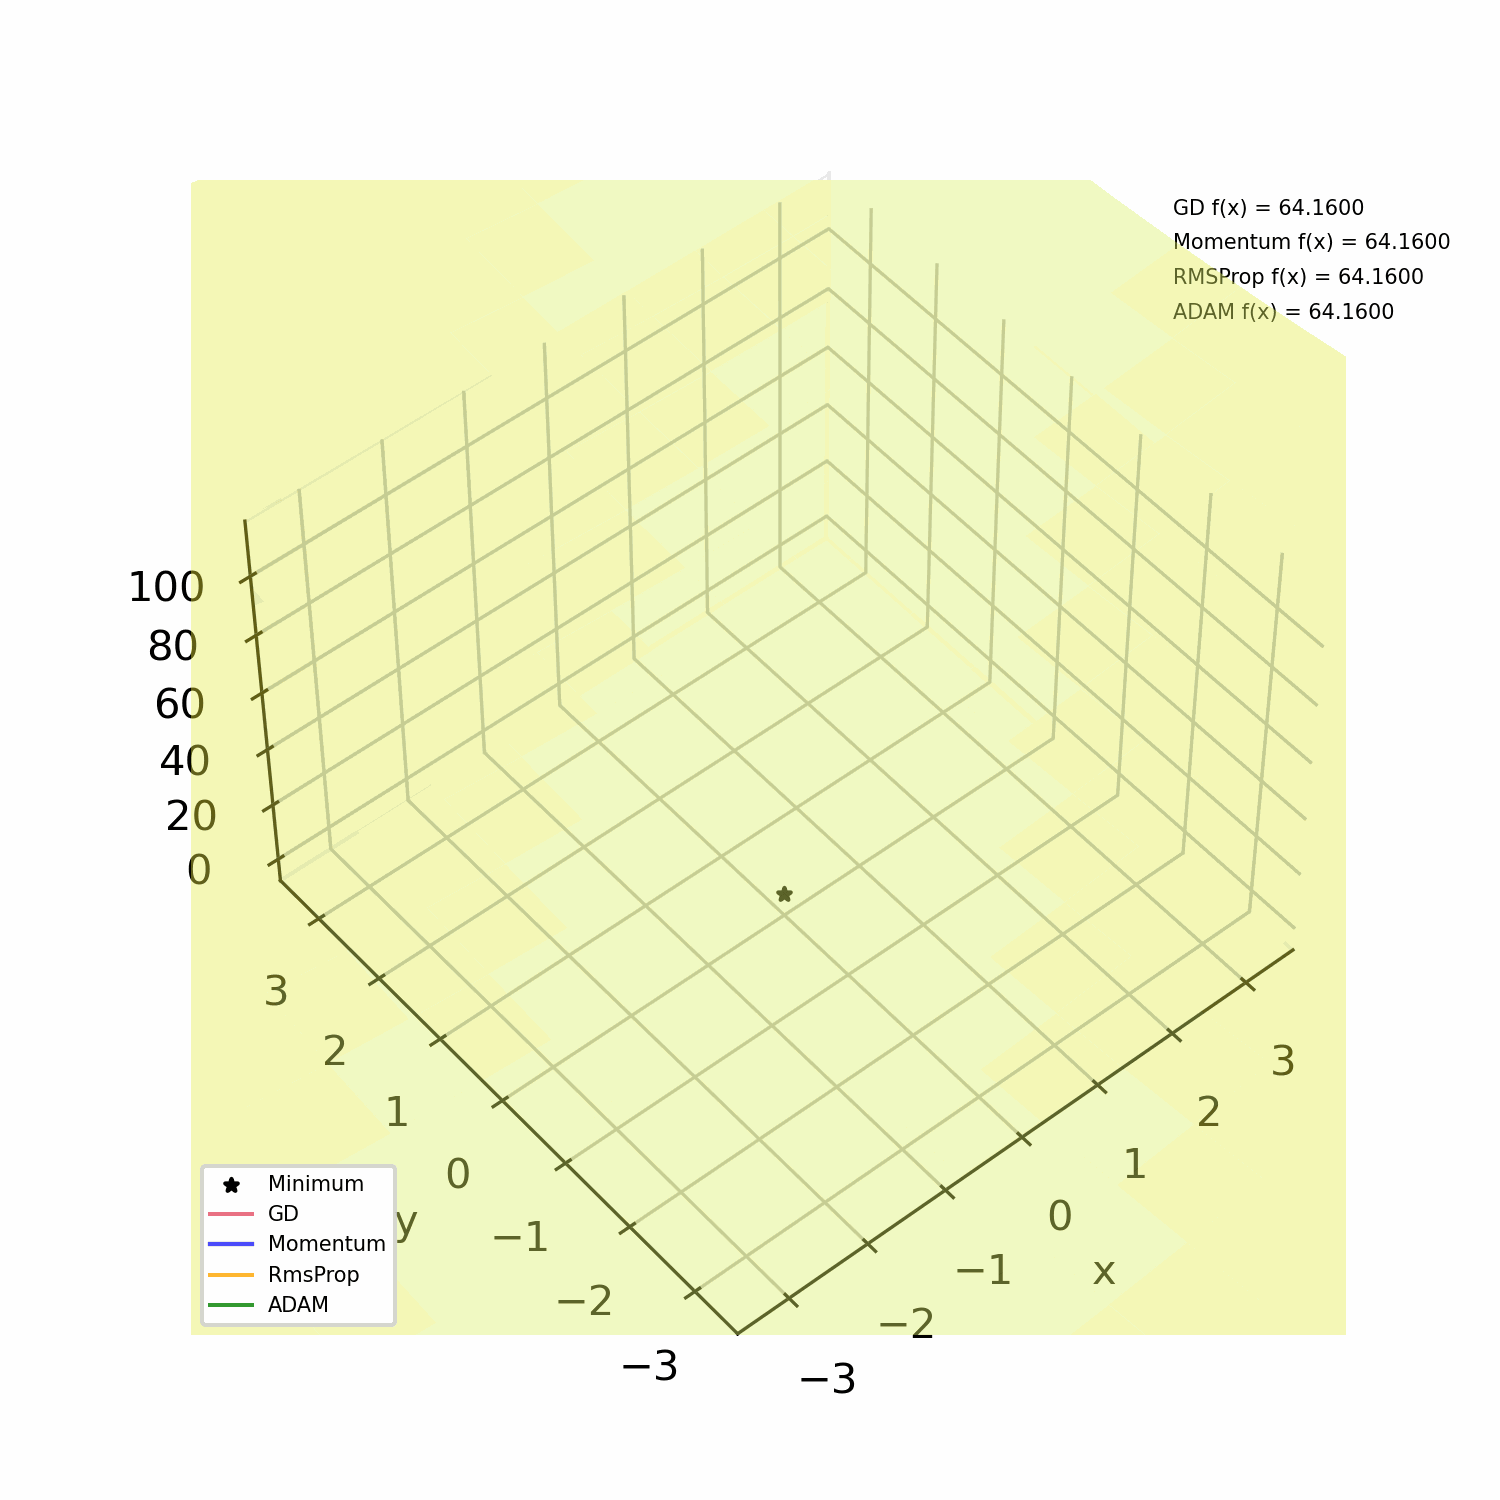 GD f(x) = 64.1600
Momentum f(x) = 64.1600
RMSProp f(x) = 64.1600
ADAM f(x) = 64.1600
100
80
60
40
20
0
3
2
1
0
−1
−2
−3
y
3
2
1
0
−1
−2
−3
x
Minimum
GD
Momentum
RmsProp
ADAM